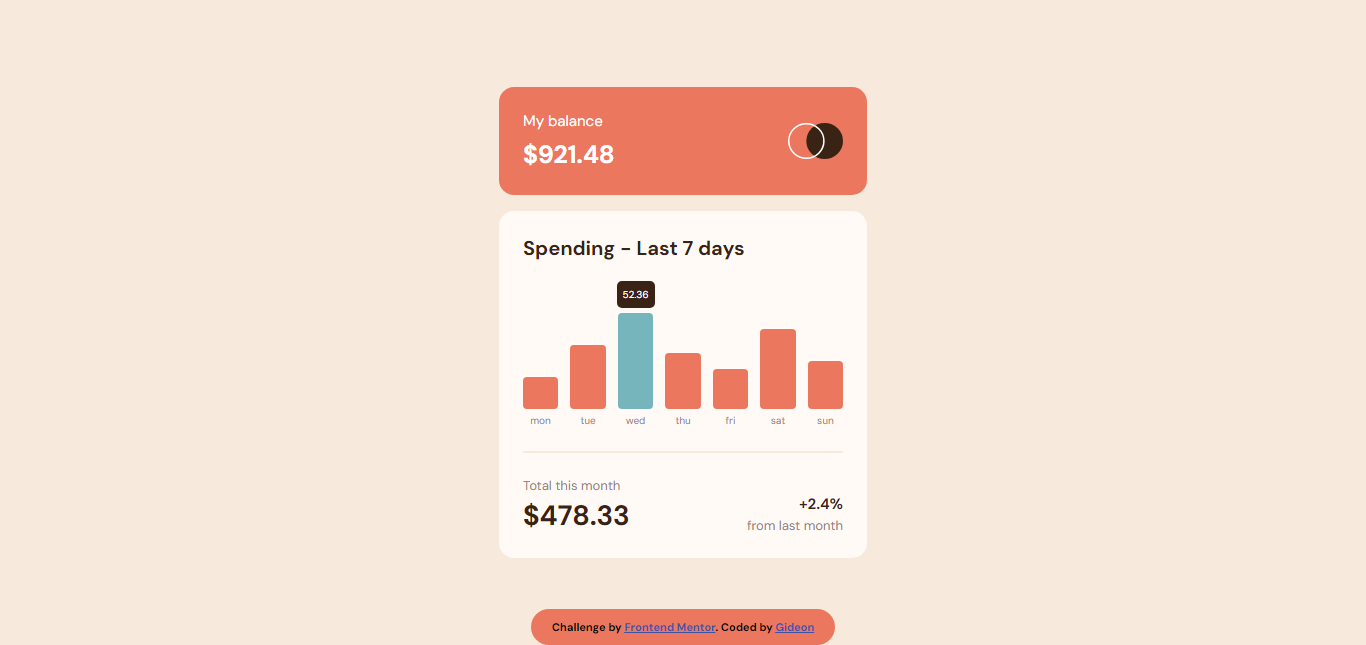 My balance
$921.48
Spending - Last 7 days
52.36
mon tue wed thu fri sat sun
Total this month
$478.33
+2.4%
from last month
Challenge by Frontend Mentor. Coded by Gideon